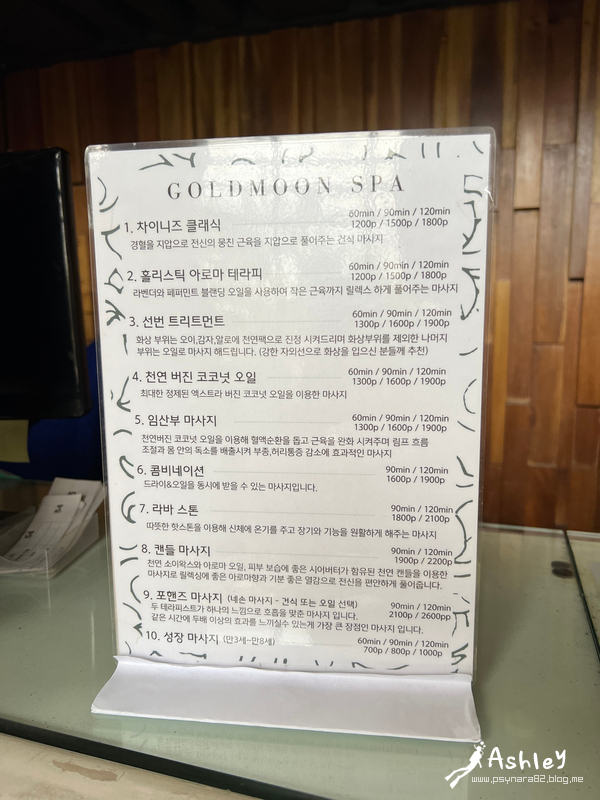 GOLDMOON SPA
1. 차이니즈 클래식
60min / 90min / 120min
1200p / 1500p / 1800p
경혈을 지압으로 전신의 뭉친 근육을 지압으로 풀어주는 건식 마사지
2. 홀리스틱 아로마 테라피
60min / 90min / 120min
1200p / 1500p / 1800p
라벤더와 페퍼민트 블랜딩 오일을 사용하여 작은 근육까지 릴렉스 하게 풀어주는 마사지
3. 선번 트리트먼트
60min / 90min / 120min
1300p / 1600p / 1900p
화상 부위는 오이,감자,알로에 천연팩으로 진정 시켜드리며 화상부위를 제외한 나머지
부위는 오일로 마사지 해드립니다. (강한 자외선으로 화상을 입으신 분들께 추천)
4. 천연 버진 코코넛 오일
60min / 90min / 120min
1300p / 1600p / 1900p
최대한 정제된 엑스트라 버진 코코넛 오일을 이용한 마사지
5. 임산부 마사지
60min / 90min / 120min
1300p / 1600p / 1900p
천연버진 코코넛 오일을 이용해 혈액순환을 돕고 근육을 완화 시켜주며 림프 흐름
조절과 몸 안의 독소를 배출시켜 부종,허리통증 감소에 효과적인 마사지
6. 콤비네이션
90min / 120min
1600p / 1900p
드라이&오일을 동시에 받을 수 있는 마사지입니다.
7. 라바 스톤
90min / 120min
1800p / 2100p
따뜻한 핫스톤을 이용해 신체에 온기를 주고 장기와 기능을 원활하게 해주는 마사지
8. 캔들 마사지
90min / 120min
1900p / 2200p
천연 소이왁스와 아로마 오일, 피부 보습에 좋은 시어버터가 함유된 천연 캔들을 이용한
마사지로 릴렉싱에 좋은 아로마향과 기분 좋은 열감으로 전신을 편안하게 풀어줍니다.
9. 포핸즈 마사지 (네손 마사지 - 건식 또는 오일 선택)
90min / 120min
2100p / 2600pp
두 테라피스트가 하나의 느낌으로 호흡을 맞춘 마사지 입니다.
같은 시간에 두배 이상의 효과를 느끼실수 있는게 가장 큰 장점인 마사지 입니다.
10. 성장 마사지 (만3세~만8세)
60min / 90min / 120min
700p / 800p / 1000p
Ashley
www.psynara82.blog.me